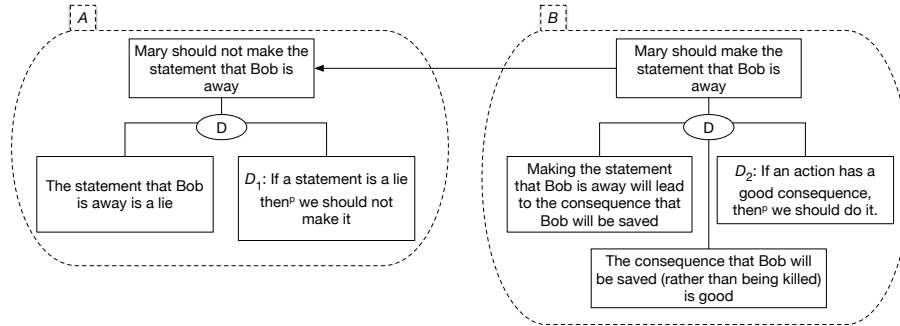 A
Mary should not make the
statement that Bob is
away
D
The statement that Bob
is away is a lie
D₁: If a statement is a lie
thenᵖ we should not
make it
B
Mary should make the
statement that Bob is
away
D
Making the statement
that Bob is away will lead
to the consequence that
Bob will be saved
D₂: If an action has a
good consequence,
thenᵖ we should do it.
The consequence that Bob will
be saved (rather than being killed)
is good